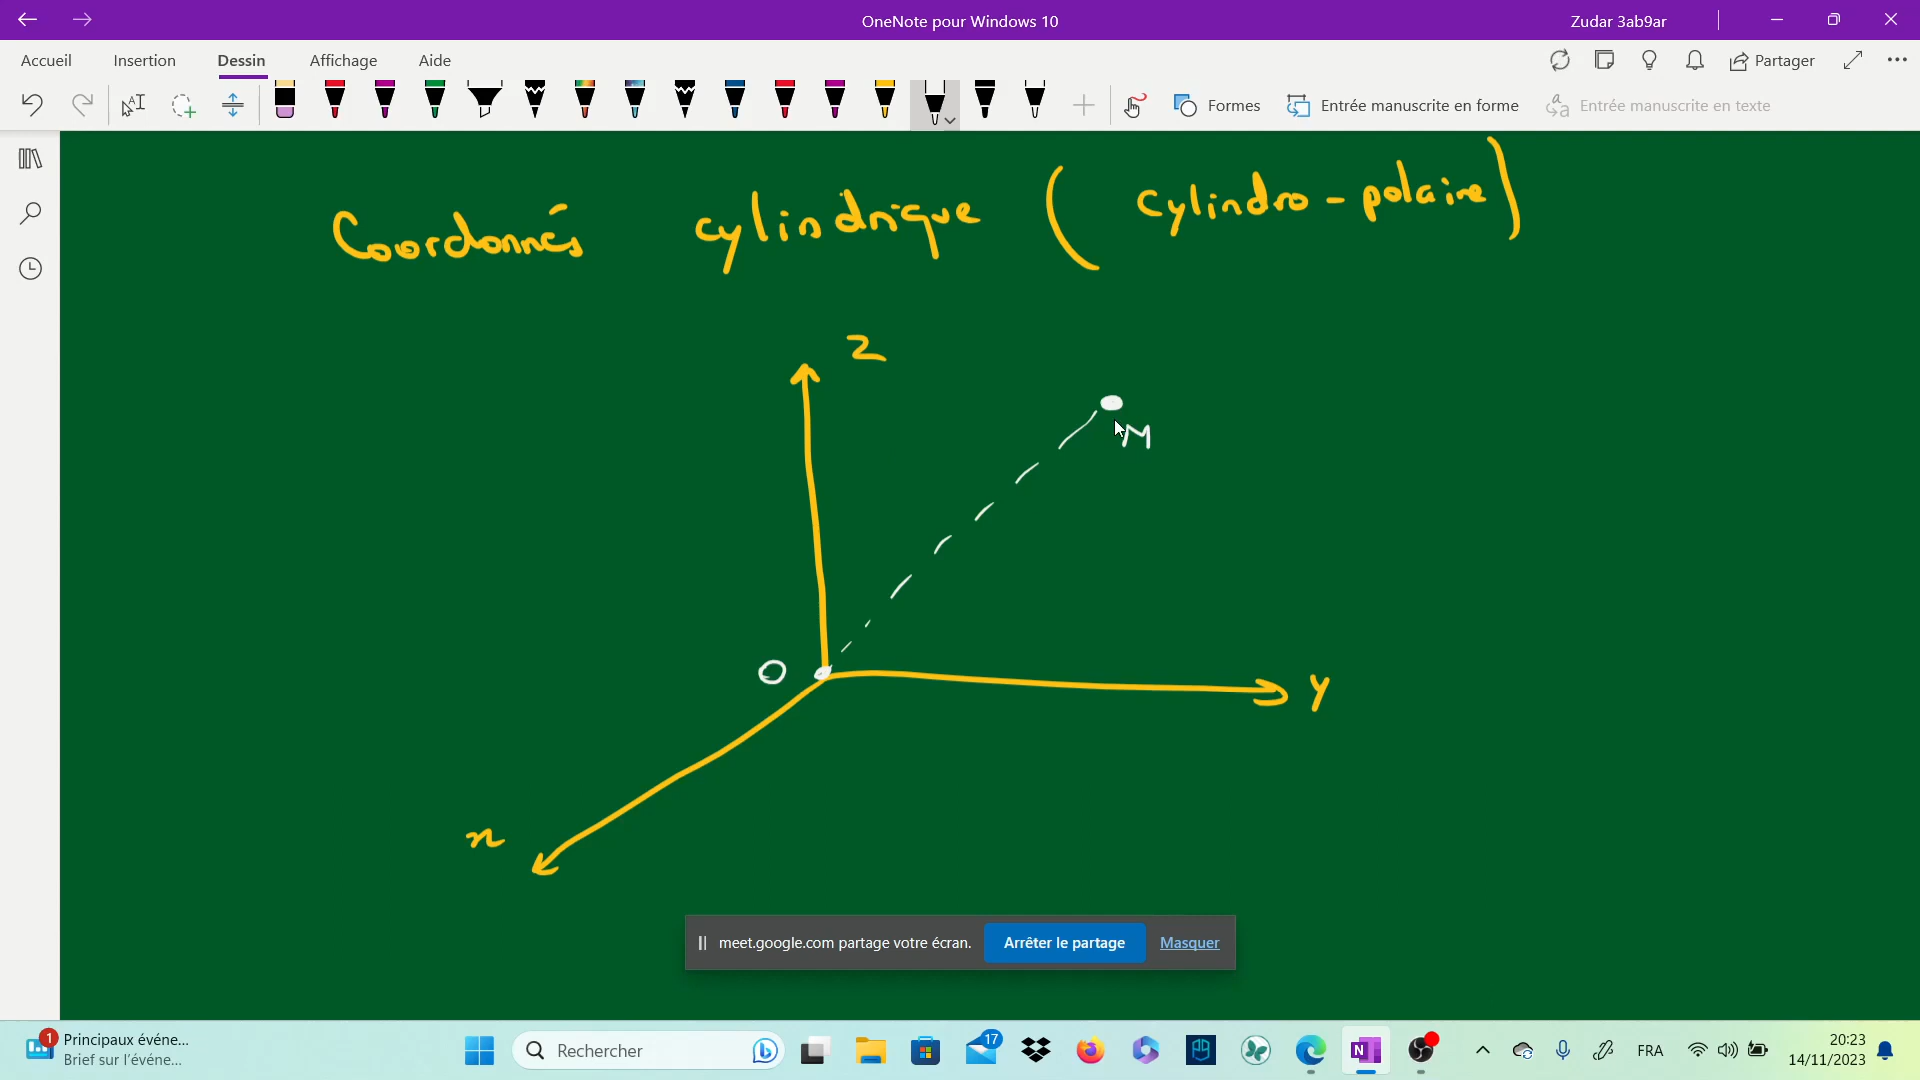 OneNote pour Windows 10
Zudar 3ab9ar
Accueil Insertion Dessin Affichage Aide
Partager
Formes Entrée manuscrite en forme Entrée manuscrite en texte
Coordonnés cylindrique ( cylindro - polaire )
z
M
O
y
x
meet.google.com partage votre écran. Arrêter le partage Masquer
1 Principaux événe...
Brief sur l'événe...
Rechercher
17
FRA
20:23
14/11/2023